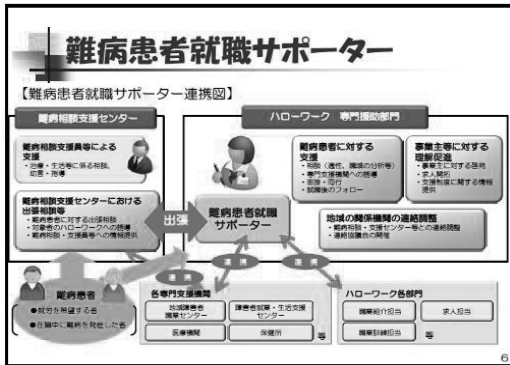 難病患者就職サポーター
【難病患者就職サポーター連携図】
難病相談支援センター
難病相談支援員等による
支援
・治療・生活等に係る相談、
助言・指導
難病相談支援センターにおける
出張相談等
・難病患者に対する出張相談
・対象者のハローワークへの誘導
・難病相談・支援員等への情報提供
出張
ハローワーク 専門援助部門
難病患者就職
サポーター
難病患者に対する
支援
・相談（適性、職域の分析等）
・専門支援機関への誘導
・面接・同行
・就職後のフォロー
事業主等に対する
理解促進
・事業主に対する啓発
・求人開拓
・支援制度に関する情報
提供
地域の関係機関の連絡調整
・難病相談・支援センター等との連絡調整
・連絡協議会の開催
連携
連携
連携
難病患者
●就労を希望する者
●在職中に難病を発症した者
各専門支援機関
地域障害者
職業センター
障害者就業・生活支援
センター
医療機関
保健所
等
ハローワーク各部門
職業紹介担当
求人担当
職業訓練担当
等
6